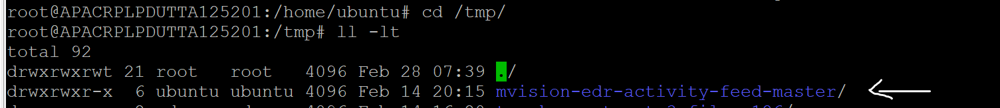 root@APACRPLPDUTTA125201:/home/ubuntu# cd /tmp/
root@APACRPLPDUTTA125201:/tmp# ll -lt
total 92
drwxrwxrwt 21 root   root   4096 Feb 28 07:39 ./
drwxrwxr-x  6 ubuntu ubuntu 4096 Feb 14 20:15 mvision-edr-activity-feed-master/